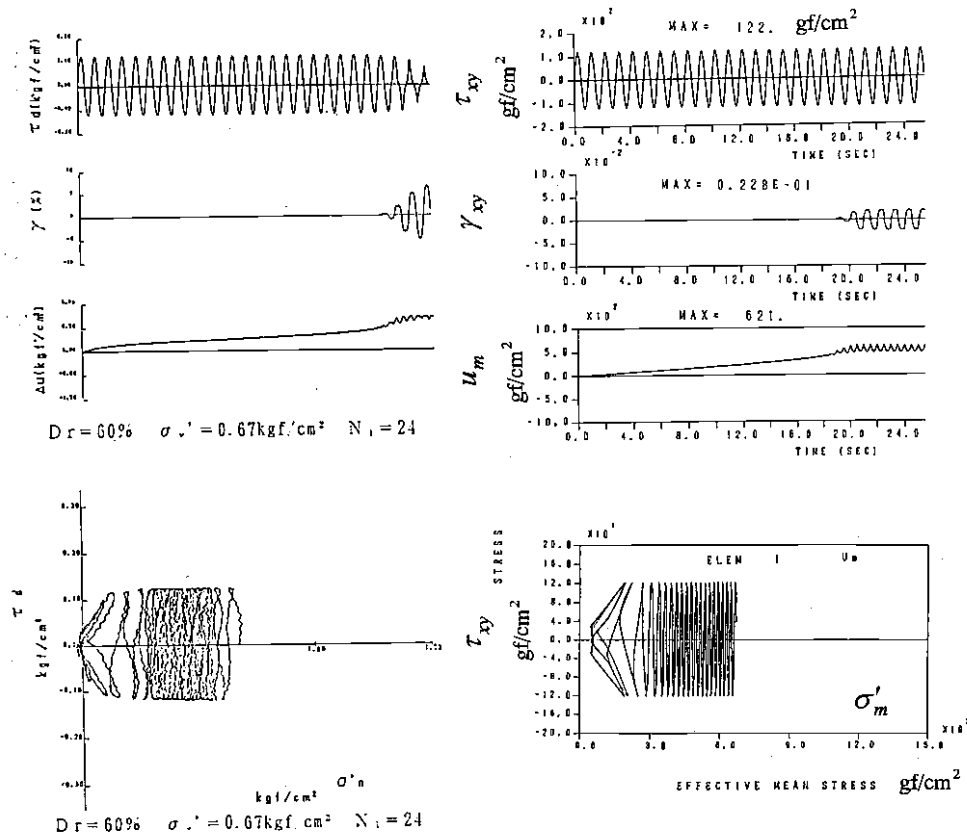 τ d(kgf/cm²)
γ (%)
Δu(kgf/cm²)
Dr=60% σᵥ'=0.67kgf/cm² N₁=24
X10²
MAX= 122. gf/cm²
τxy
gf/cm²
2.0
1.0
0.0
-1.0
-2.0
0.0 4.0 8.0 12.0 16.0 20.0 24.0
TIME (SEC)
X10⁻²
MAX= 0.228E-01
γxy
10.0
5.0
0.0
-5.0
-10.0
0.0 4.0 8.0 12.0 16.0 20.0 24.0
TIME (SEC)
X10²
MAX= 621.
um
gf/cm²
10.0
5.0
0.0
-5.0
-10.0
0.0 4.0 8.0 12.0 16.0 20.0 24.0
TIME (SEC)
τ d
kgf/cm²
0.10
-0.10
-0.20
σ'm
kgf/cm²
Dr=60% σᵥ'=0.67kgf/cm² N₁=24
X10¹
ELEM 1
STRESS
τxy
gf/cm²
20.0
16.0
12.0
8.0
4.0
0.0
-4.0
-8.0
-12.0
-16.0
-20.0
σ'm
0.0 3.0 6.0 9.0 12.0 15.0
EFFECTIVE MEAN STRESS gf/cm²